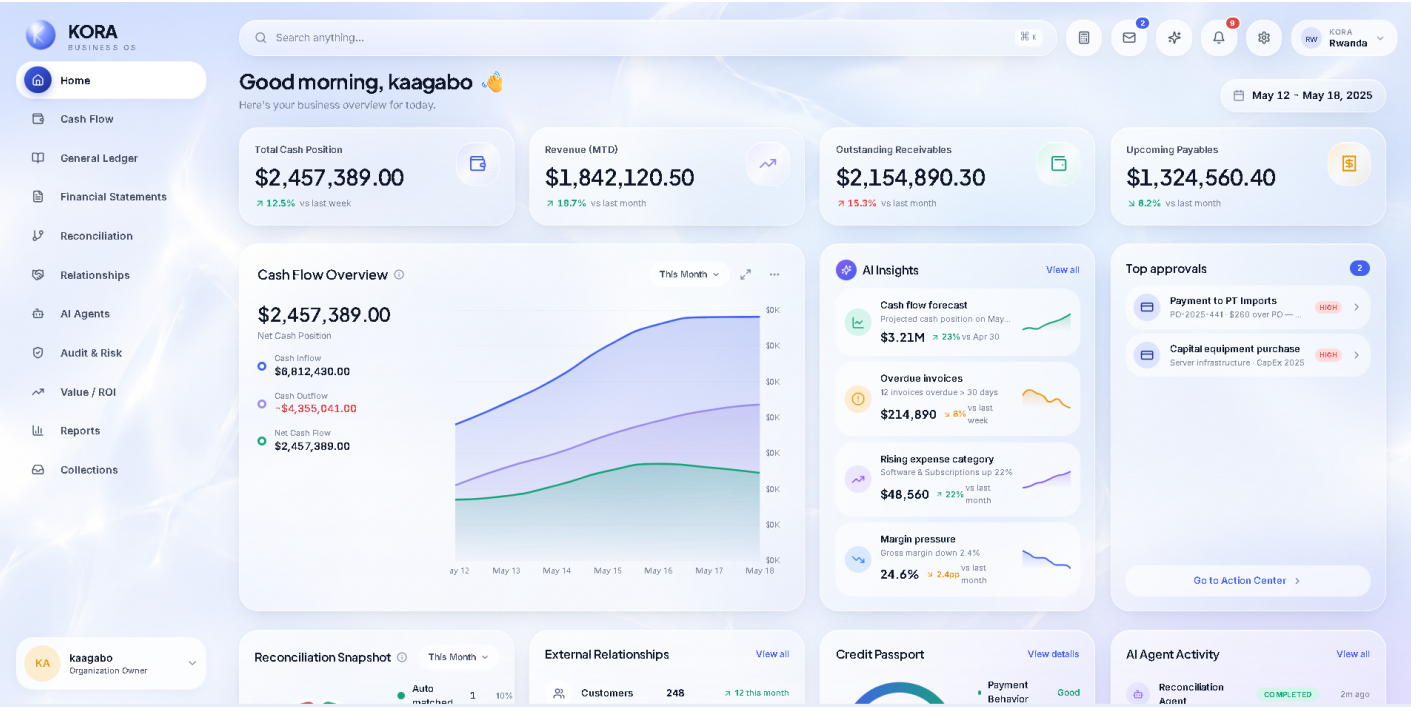 KORA
BUSINESS OS
Home
Cash Flow
General Ledger
Financial Statements
Reconciliation
Relationships
AI Agents
Audit & Risk
Value / ROI
Reports
Collections
KA
kaagabo
Organization Owner
Search anything...
⌘ K
2
9
RW
KORA
Rwanda
Good morning, kaagabo 👋
Here's your business overview for today.
May 12 - May 18, 2025
Total Cash Position
$2,457,389.00
↗ 12.5% vs last week
Revenue (MTD)
$1,842,120.50
↗ 18.7% vs last month
Outstanding Receivables
$2,154,890.30
↗ 15.3% vs last month
Upcoming Payables
$1,324,560.40
↘ 8.2% vs last month
Cash Flow Overview
This Month
$2,457,389.00
Net Cash Position
Cash Inflow
$6,812,430.00
Cash Outflow
-$4,355,041.00
Net Cash Flow
$2,457,389.00
$0K
$0K
$0K
$0K
$0K
$0K
$0K
$0K
ay 12
May 13
May 14
May 15
May 16
May 17
May 18
AI Insights
View all
Cash flow forecast
Projected cash position on May...
$3.21M ↗ 23% vs Apr 30
Overdue invoices
12 invoices overdue > 30 days
$214,890 ↘ 8% vs last
week
Rising expense category
Software & Subscriptions up 22%
$48,560 ↗ 22% vs last
month
Margin pressure
Gross margin down 2.4%
24.6% ↘ 2.4pp vs last
month
Top approvals
2
Payment to PT Imports
PO-2025-441 · $260 over PO — ...
HIGH
Capital equipment purchase
Server infrastructure · CapEx 2025
HIGH
Go to Action Center
Reconciliation Snapshot
This Month
Auto
matched
1
10%
External Relationships
View all
Customers
248
↗ 12 this month
Credit Passport
View details
Payment
Behavior
Good
AI Agent Activity
View all
Reconciliation
Agent
COMPLETED
2m ago